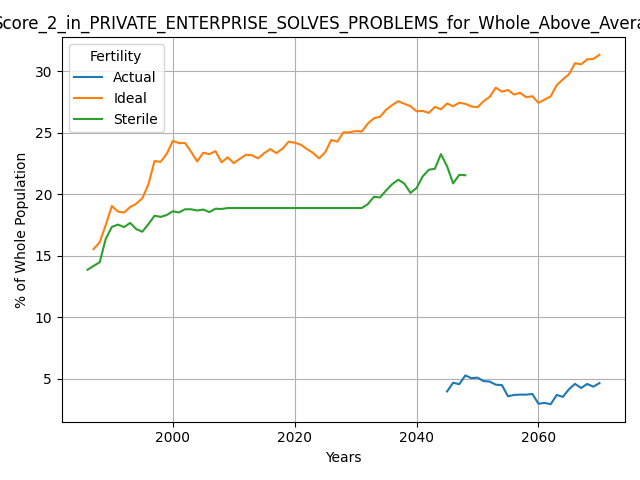 Score_2_in_PRIVATE_ENTERPRISE_SOLVES_PROBLEMS_for_Whole_Above_Avera
Fertility
Actual
Ideal
Sterile
% of Whole Population
30
25
20
15
10
5
2000 2020 2040 2060
Years